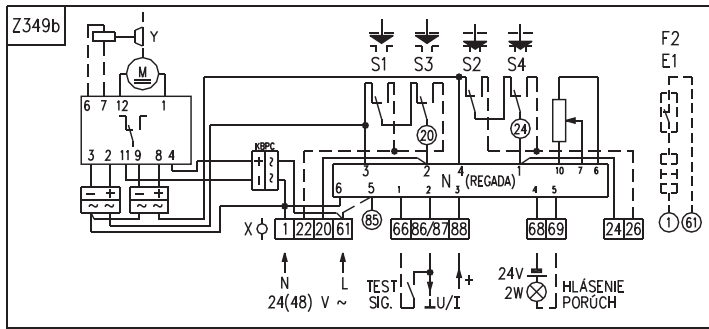 Z349b
Y
M
S1 S3 S2 S4
F2
E1
6 7 12 1
20
24
KBPC
3 2 11 9 8 4
3 2 4 1 10 7 6
N (REGADA)
6 5 1 2 3 4 5
85
1 61
X 1 22 20 61 66 86/87 88 68 69 24 26
N L
24(48) V ~
TEST
SIG.
U/I
+
24V
2W
HLÁSENIE
PORÚCH